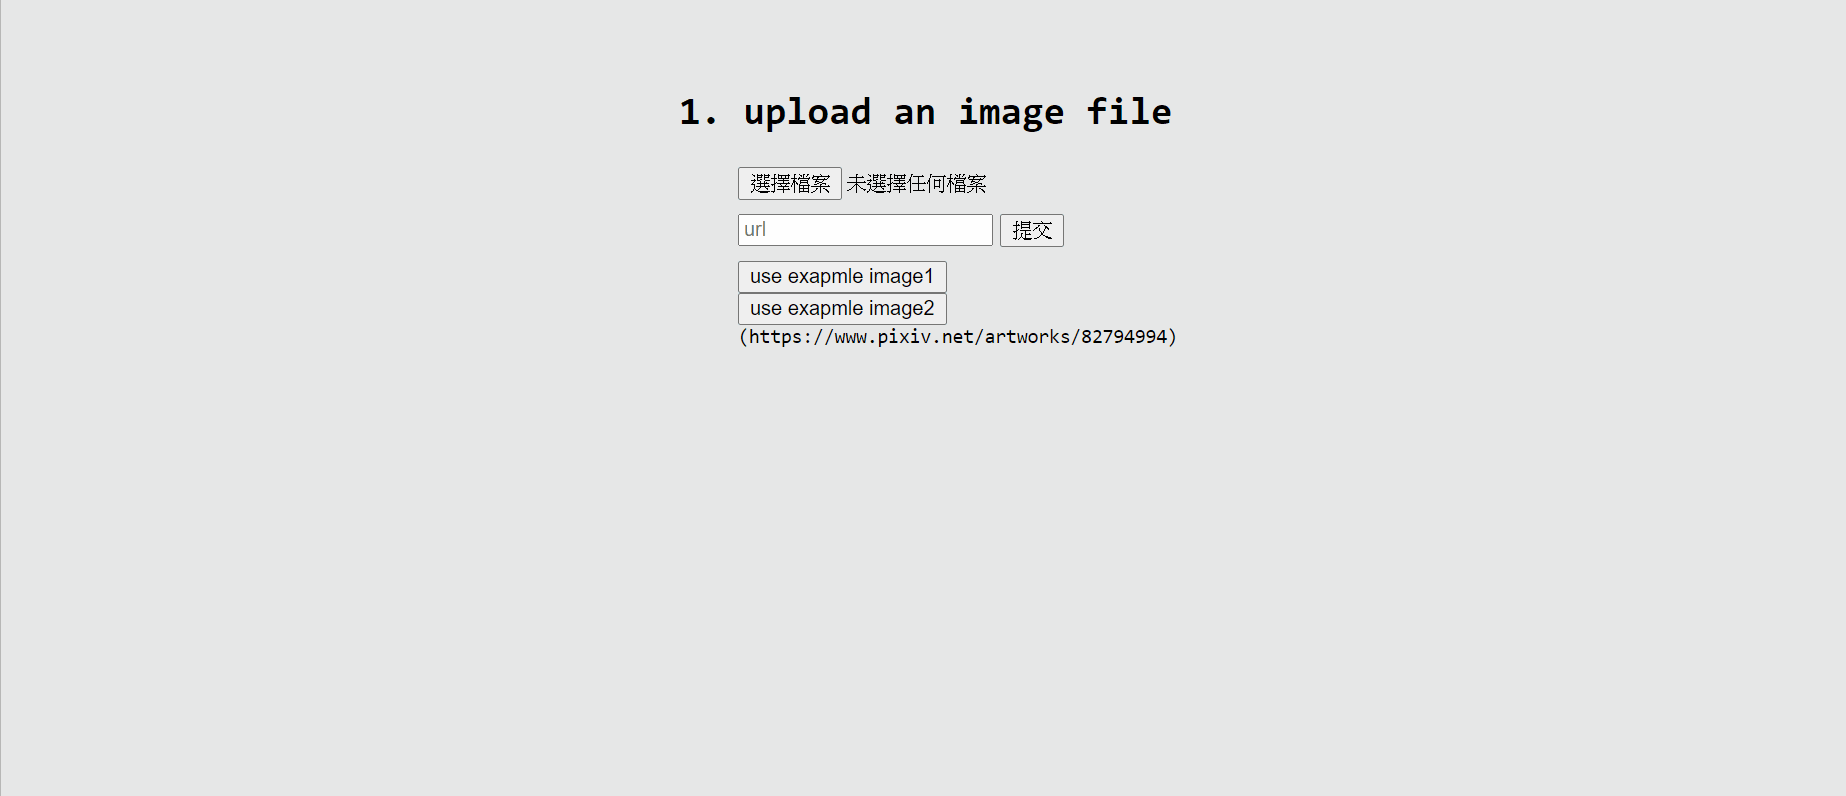 1. upload an image file
選擇檔案 未選擇任何檔案
url 提交
use exapmle image1
use exapmle image2
(https://www.pixiv.net/artworks/82794994)